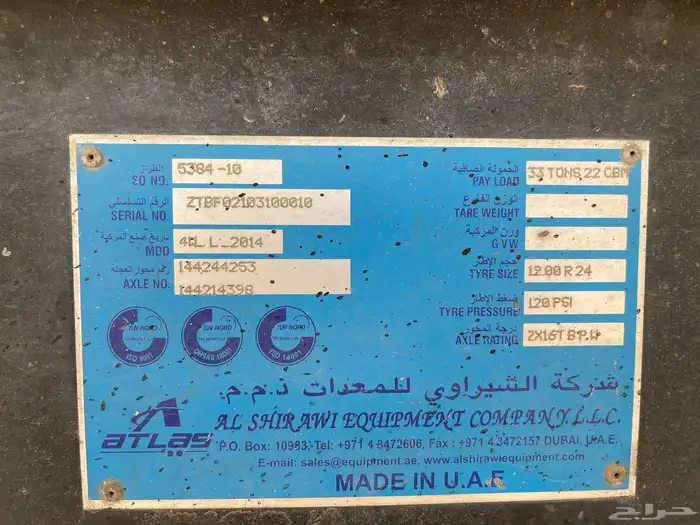 الطراز
SO NO.
5384-10
الرقم التسلسلي
SERIAL NO.
ZTBF02103100010
تاريخ صنع المركبة
MDD
2014
رقم محور العجلة
AXLE NO.
144244253
144214398
الحمولة الصافية
PAY LOAD
33 TONS, 22 CBM
الوزن الفارغ
TARE WEIGHT
وزن المركبة
G V W
حجم الإطار
TYRE SIZE
12.00 R 24
ضغط الإطار
TYRE PRESSURE
120 PSI
درجة المحور
AXLE RATING
2X16T B.P.W
TUV NORD
ISO 9001
TUV NORD
OHSAS 18001
TUV NORD
ISO 14001
شركة الشيراوي للمعدات ذ.م.م.
AL SHIRAWI EQUIPMENT COMPANY L.L.C.
ATLAS
P.O. Box: 10983, Tel: +971 4 8472606, Fax : +971 4 3472157 DUBAI, U.A.E.
E-mail: sales@equipment.ae, www.alshirawiequipment.com
MADE IN U.A.E
حراج